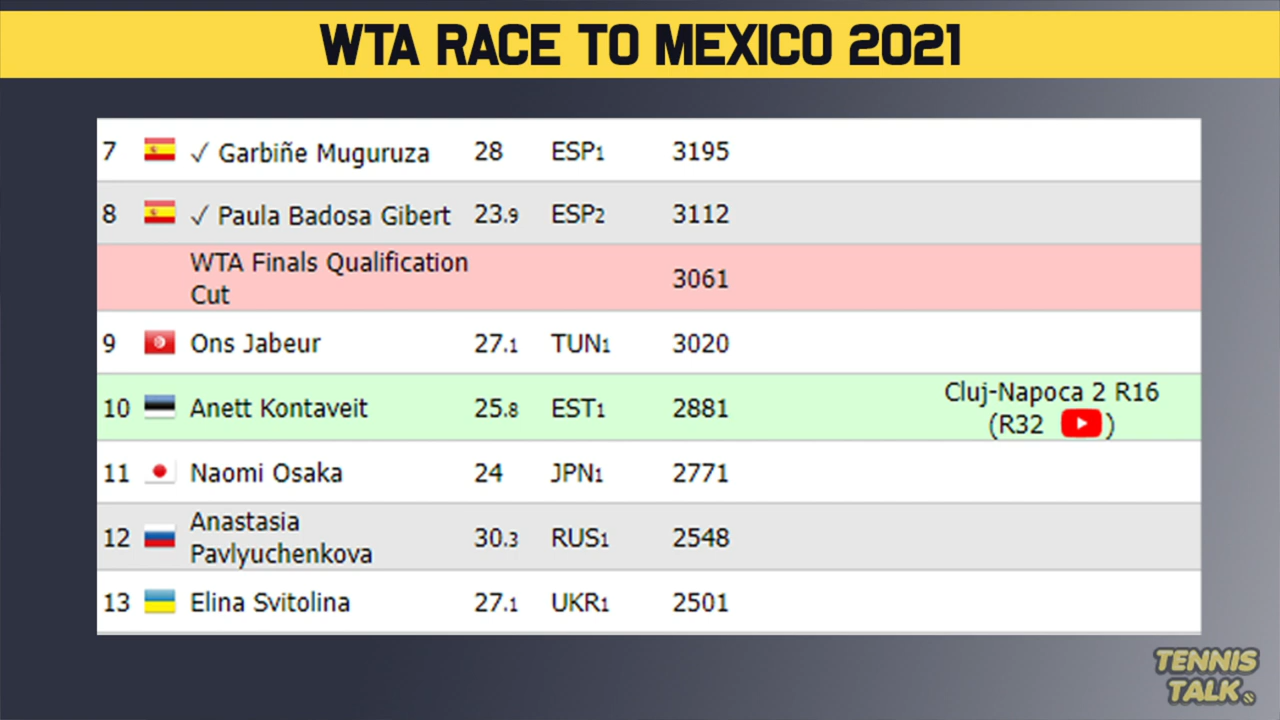 WTA RACE TO MEXICO 2021
7 ✓ Garbiñe Muguruza 28 ESP1 3195
8 ✓ Paula Badosa Gibert 23.9 ESP2 3112
WTA Finals Qualification
Cut 3061
9 Ons Jabeur 27.1 TUN1 3020
10 Anett Kontaveit 25.8 EST1 2881 Cluj-Napoca 2 R16
(R32 )
11 Naomi Osaka 24 JPN1 2771
12 Anastasia
Pavlyuchenkova 30.3 RUS1 2548
13 Elina Svitolina 27.1 UKR1 2501
TENNIS
TALK